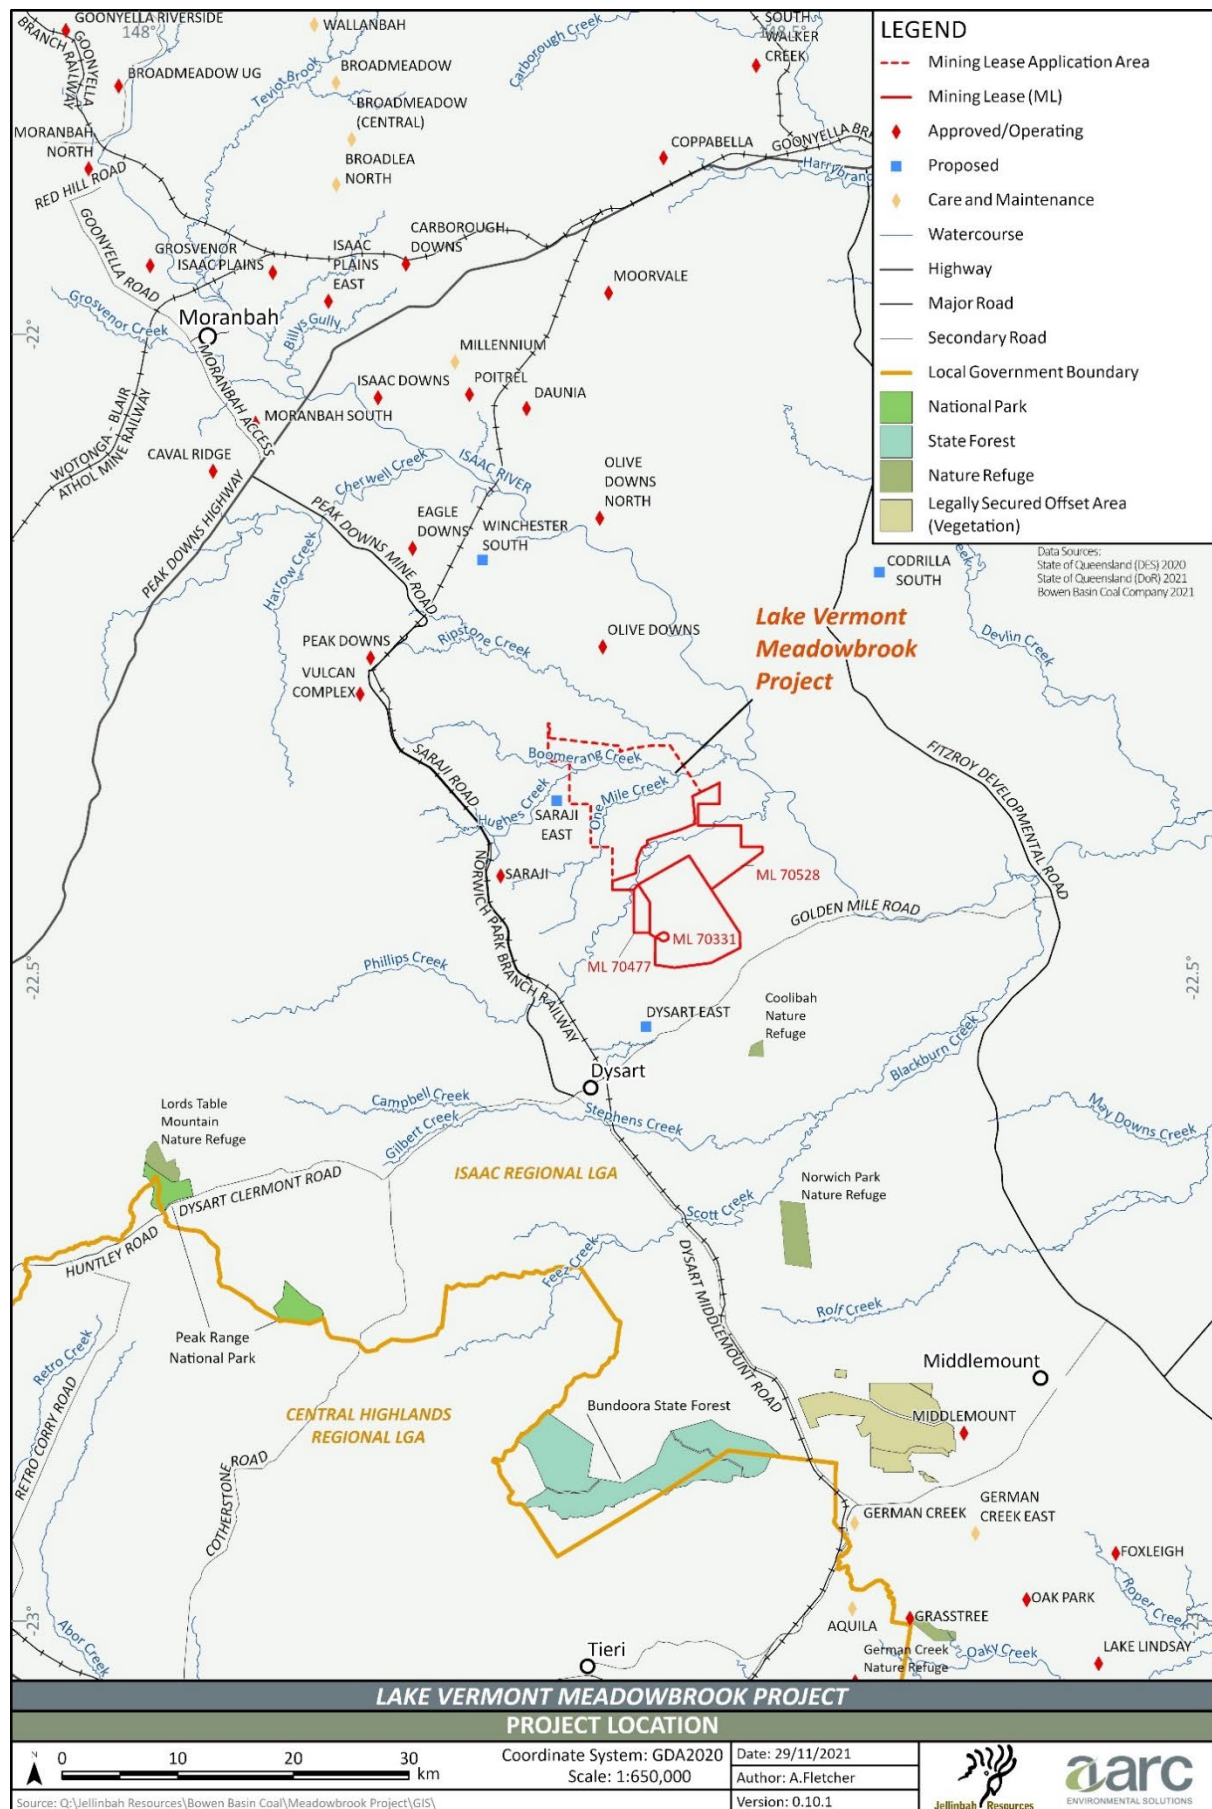 GOONYELLA RIVERSIDE
148°
BRANCH RAILWAY
GOONYELLA
WALLANBAH
Carborough Creek
SOUTH
WALKER
CREEK
148.5°
BROADMEADOW UG
Teviot Brook
BROADMEADOW
BROADMEADOW
(CENTRAL)
MORANBAH
NORTH
BROADLEA
NORTH
COPPABELLA
GOONYELLA BR
Harrybrand
RED HILL ROAD
GOONYELLA ROAD
GROSVENOR
ISAAC PLAINS
ISAAC
PLAINS
EAST
CARBOROUGH
DOWNS
MOORVALE
Grosvenor Creek
Moranbah
Billys Gully
-22°
MILLENNIUM
POITREL
ISAAC DOWNS
DAUNIA
MORANBAH ACCESS
MORANBAH SOUTH
WOTONGA - BLAIR
ATHOL MINE RAILWAY
CAVAL RIDGE
Cherwell Creek
ISAAC RIVER
OLIVE
DOWNS
NORTH
PEAK DOWNS HIGHWAY
PEAK DOWNS MINE ROAD
EAGLE
DOWNS
WINCHESTER
SOUTH
Harrow Creek
CODRILLA
SOUTH
Creek
Devlin Creek
Ripstone Creek
OLIVE DOWNS
PEAK DOWNS
VULCAN
COMPLEX
Lake Vermont
Meadowbrook
Project
SARAJI ROAD
Boomerang Creek
Hughes Creek
One Mile Creek
SARAJI
EAST
FITZROY DEVELOPMENTAL ROAD
NORWICH PARK BRANCH RAILWAY
SARAJI
ML 70528
GOLDEN MILE ROAD
ML 70331
ML 70477
Phillips Creek
-22.5°
-22.5°
DYSART EAST
Coolibah
Nature
Refuge
Blackburn Creek
Dysart
Campbell Creek
Stephens Creek
Gilbert Creek
May Downs Creek
Lords Table
Mountain
Nature Refuge
ISAAC REGIONAL LGA
DYSART CLERMONT ROAD
Norwich Park
Nature Refuge
Scott Creek
HUNTLEY ROAD
Feez Creek
DYSART MIDDLEMOUNT ROAD
Rolf Creek
Peak Range
National Park
Retro Creek
RETRO CORRY ROAD
Middlemount
CENTRAL HIGHLANDS
REGIONAL LGA
Bundoora State Forest
MIDDLEMOUNT
COTHERSTONE ROAD
GERMAN CREEK
GERMAN
CREEK EAST
FOXLEIGH
OAK PARK
Roper Creek
AQUILA
GRASSTREE
-23°
-23°
Abor Creek
Tieri
German Creek
Nature Refuge
Oaky Creek
LAKE LINDSAY
LEGEND
Mining Lease Application Area
Mining Lease (ML)
Approved/Operating
Proposed
Care and Maintenance
Watercourse
Highway
Major Road
Secondary Road
Local Government Boundary
National Park
State Forest
Nature Refuge
Legally Secured Offset Area
(Vegetation)
Data Sources:
State of Queensland (DES) 2020
State of Queensland (DoR) 2021
Bowen Basin Coal Company 2021
LAKE VERMONT MEADOWBROOK PROJECT
PROJECT LOCATION
N
0 10 20 30
km
Coordinate System: GDA2020
Scale: 1:650,000
Date: 29/11/2021
Author: A.Fletcher
Version: 0.10.1
Source: Q:\Jellinbah Resources\Bowen Basin Coal\Meadowbrook Project\GIS\
Jellinbah Resources
aarc
ENVIRONMENTAL SOLUTIONS